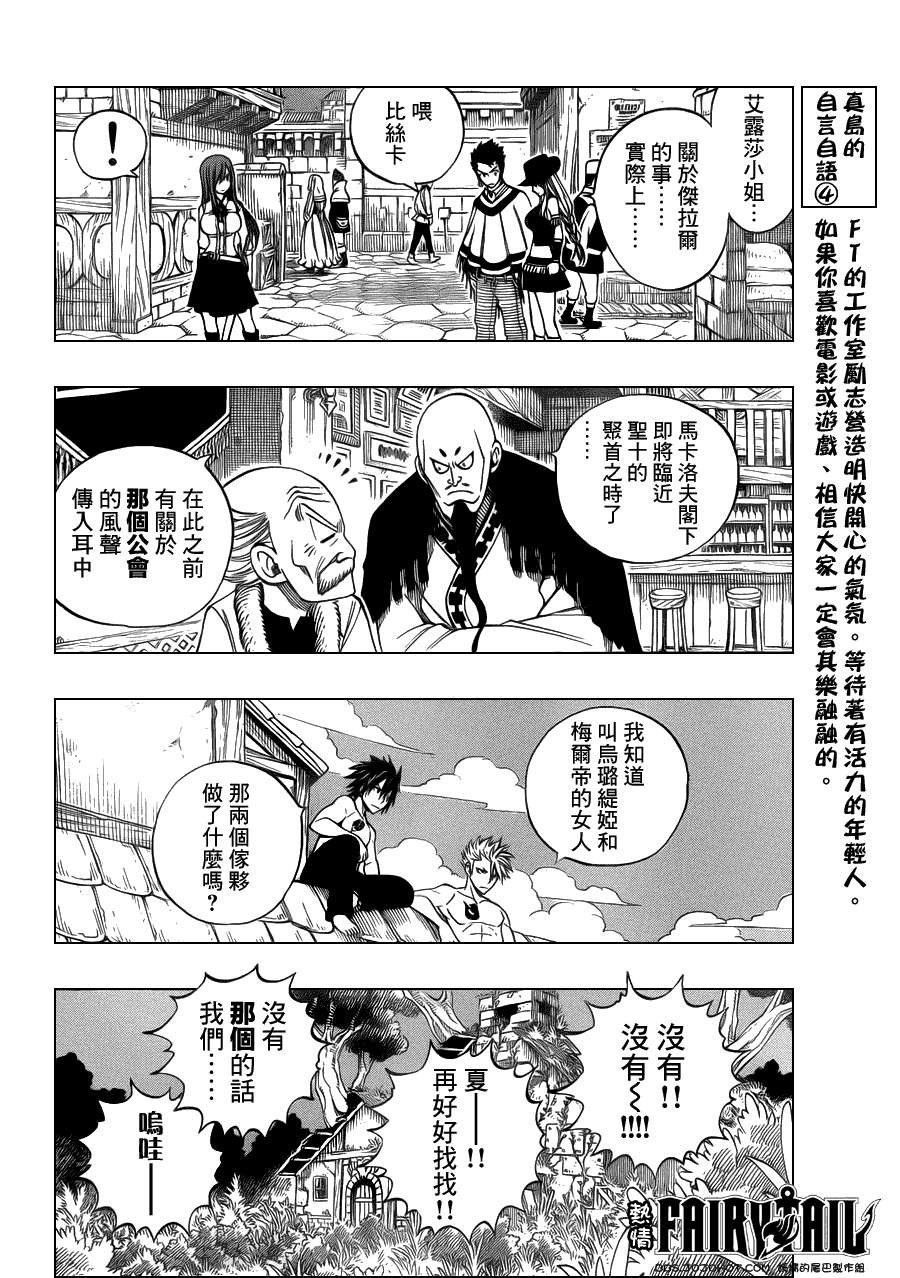 真島的
自言自語④
FT的工作室勵志營造明快開心的氣氛。等待著有活力的年輕人。
如果你喜歡電影或遊戲、相信大家一定會其樂融融的。
艾露莎小姐…
關於傑拉爾
的事……
實際上……
喂
比絲卡
！
馬卡洛夫閣下
即將臨近
聖十的
聚首之時了
……
在此之前
有關於
那個公會
的風聲
傳入耳中
我知道
叫烏璐緹婭和
梅爾帝的女人
那兩個傢夥
做了什麼嗎？
沒有!!
沒有～!!!!
夏——!!
再好好找找!!
沒有
那個的話
我們……
嗚哇——
熱情
FAIRY TAIL